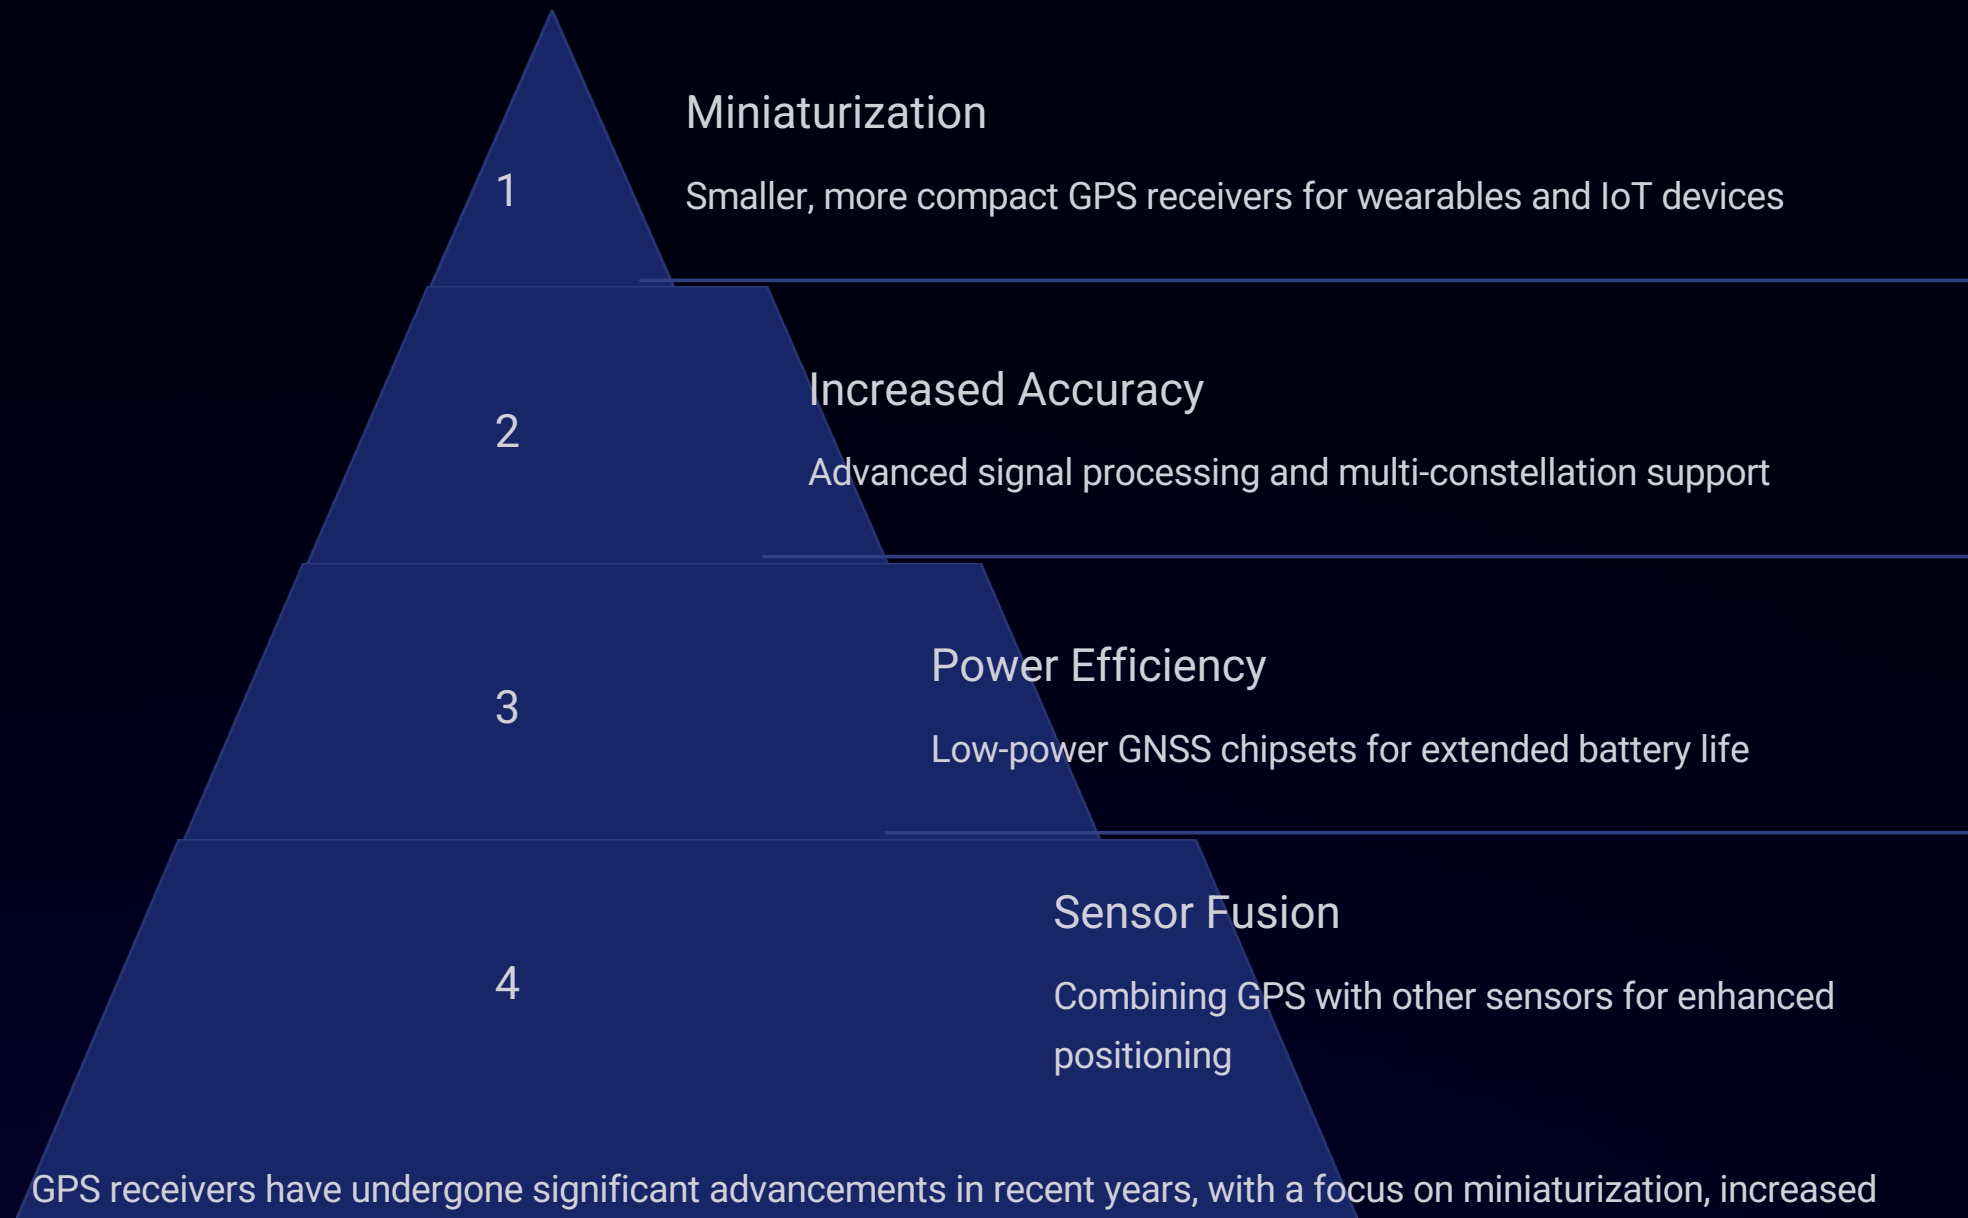 1
Miniaturization
Smaller, more compact GPS receivers for wearables and IoT devices
2
Increased Accuracy
Advanced signal processing and multi-constellation support
3
Power Efficiency
Low-power GNSS chipsets for extended battery life
4
Sensor Fusion
Combining GPS with other sensors for enhanced
positioning
GPS receivers have undergone significant advancements in recent years, with a focus on miniaturization, increased